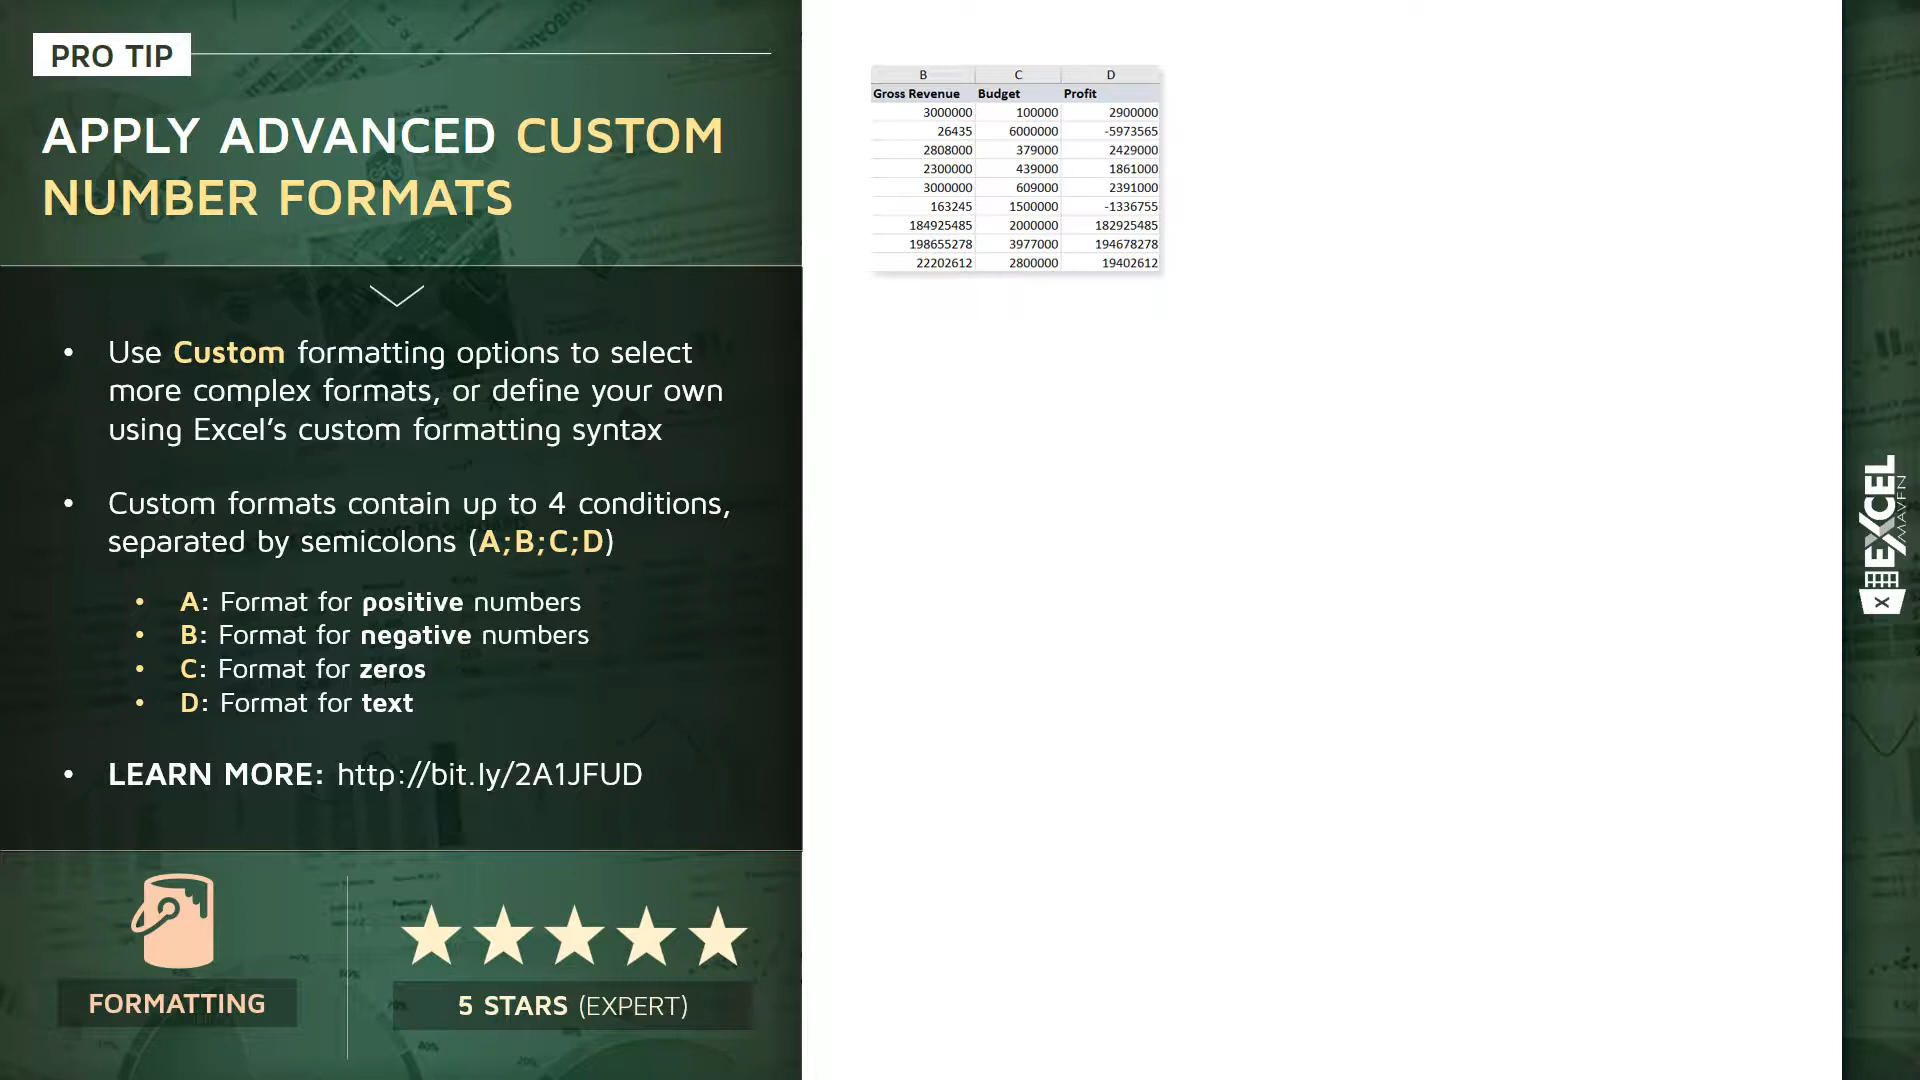 PRO TIP
APPLY ADVANCED CUSTOM
NUMBER FORMATS
• Use Custom formatting options to select
more complex formats, or define your own
using Excel’s custom formatting syntax
• Custom formats contain up to 4 conditions,
separated by semicolons (A;B;C;D)
• A: Format for positive numbers
• B: Format for negative numbers
• C: Format for zeros
• D: Format for text
• LEARN MORE: http://bit.ly/2A1JFUD
FORMATTING
5 STARS (EXPERT)
B C D
Gross Revenue Budget Profit
3000000 100000 2900000
26435 6000000 -5973565
2808000 379000 2429000
2300000 439000 1861000
3000000 609000 2391000
163245 1500000 -1336755
184925485 2000000 182925485
198655278 3977000 194678278
22202612 2800000 19402612
EXCEL
MAVEN
X